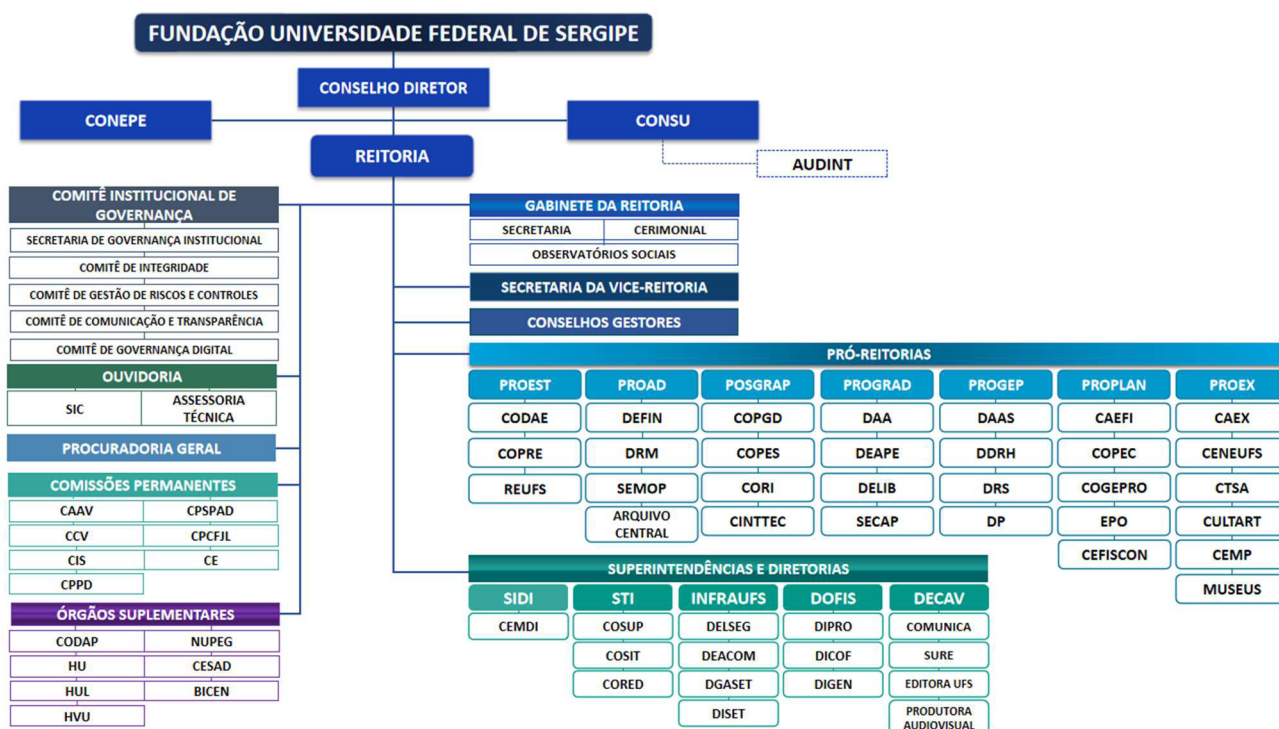 FUNDAÇÃO UNIVERSIDADE FEDERAL DE SERGIPE
CONSELHO DIRETOR
CONEPE
CONSU
REITORIA
AUDINT
COMITÊ INSTITUCIONAL DE
GOVERNANÇA
SECRETARIA DE GOVERNANÇA INSTITUCIONAL
COMITÊ DE INTEGRIDADE
COMITÊ DE GESTÃO DE RISCOS E CONTROLES
COMITÊ DE COMUNICAÇÃO E TRANSPARÊNCIA
COMITÊ DE GOVERNANÇA DIGITAL
OUVIDORIA
SIC
ASSESSORIA
TÉCNICA
PROCURADORIA GERAL
COMISSÕES PERMANENTES
CAAV
CPSPAD
CCV
CPCFJL
CIS
CE
CPPD
ÓRGÃOS SUPLEMENTARES
CODAP
NUPEG
HU
CESAD
HUL
BICEN
HVU
GABINETE DA REITORIA
SECRETARIA
CERIMONIAL
OBSERVATÓRIOS SOCIAIS
SECRETARIA DA VICE-REITORIA
CONSELHOS GESTORES
PRÓ-REITORIAS
PROEST
CODAE
COPRE
REUFS
PROAD
DEFIN
DRM
SEMOP
ARQUIVO
CENTRAL
POSGRAP
COPGD
COPES
CORI
CINTTEC
PROGRAD
DAA
DEAPE
DELIB
SECAP
PROGEP
DAAS
DDRH
DRS
DP
PROPLAN
CAEFI
COPEC
COGEPRO
EPO
CEFISCON
PROEX
CAEX
CENEUFS
CTSA
CULTART
CEMP
MUSEUS
SUPERINTENDÊNCIAS E DIRETORIAS
SIDI
CEMDI
STI
COSUP
COSIT
CORED
INFRAUFS
DELSEG
DEACOM
DGASET
DISET
DOFIS
DIPRO
DICOF
DIGEN
DECAV
COMUNICA
SURE
EDITORA UFS
PRODUTORA
AUDIOVISUAL